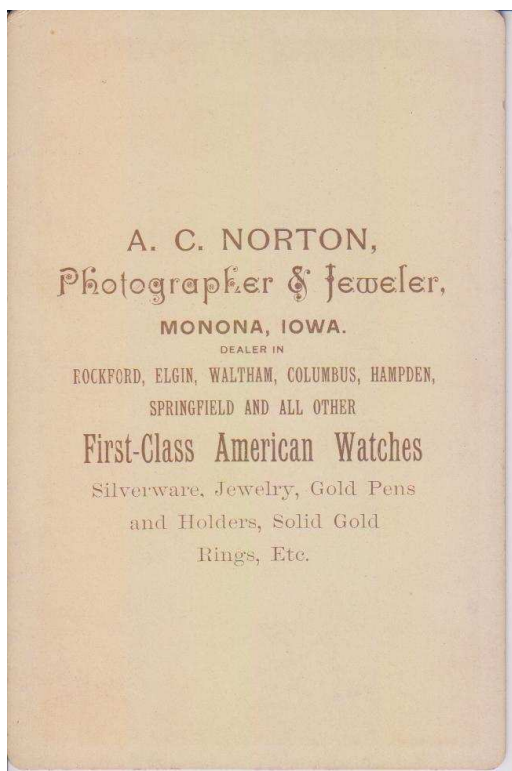 A. C. NORTON,
Photographer & Jeweler,
MONONA, IOWA.
DEALER IN
ROCKFORD, ELGIN, WALTHAM, COLUMBUS, HAMPDEN,
SPRINGFIELD AND ALL OTHER
First-Class American Watches
Silverware, Jewelry, Gold Pens
and Holders, Solid Gold
Rings, Etc.